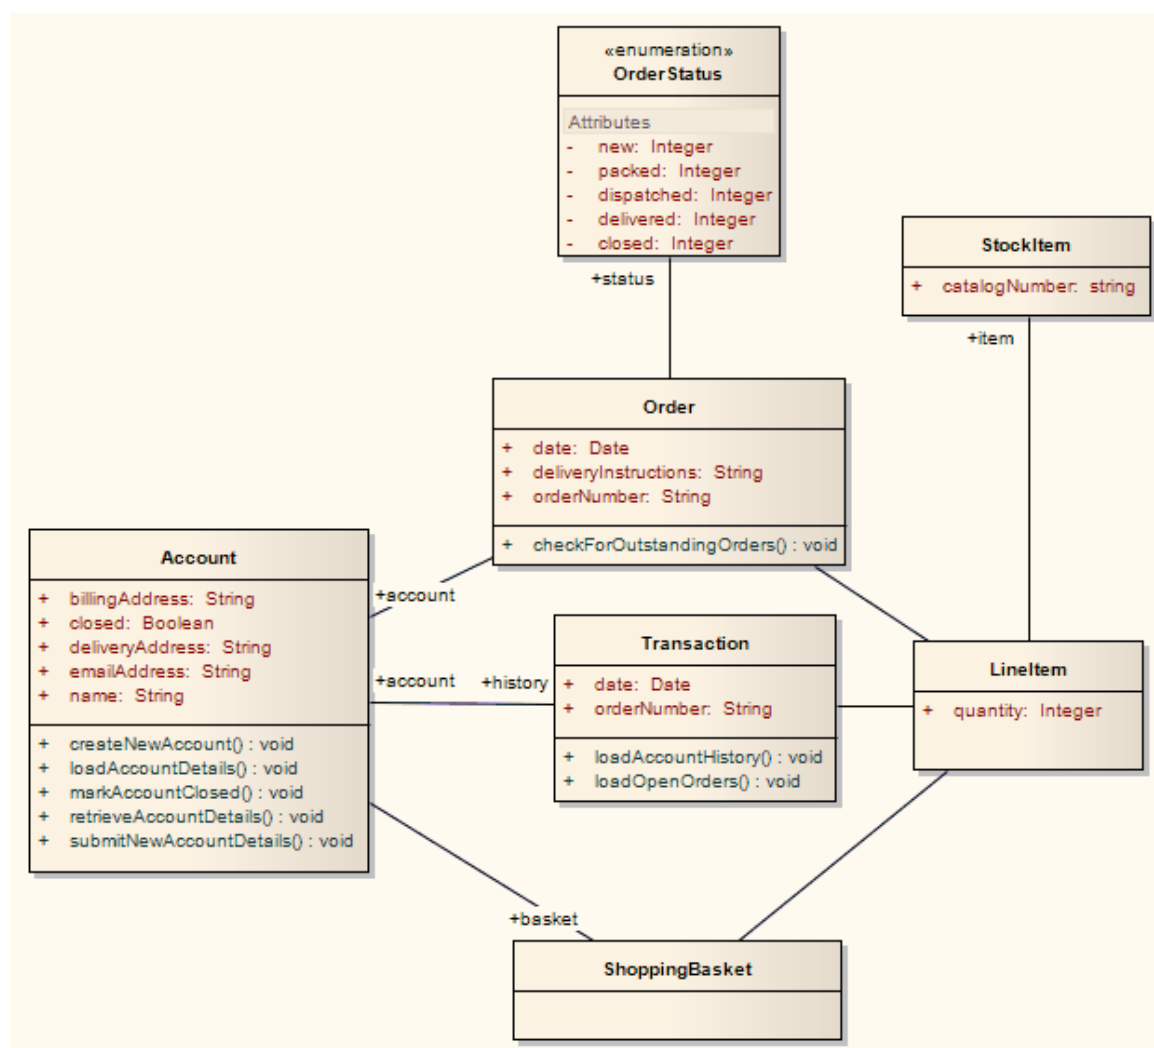 «enumeration»
OrderStatus
Attributes
- new: Integer
- packed: Integer
- dispatched: Integer
- delivered: Integer
- closed: Integer
+status
StockItem
+ catalogNumber: string
+item
Order
+ date: Date
+ deliveryInstructions: String
+ orderNumber: String
+ checkForOutstandingOrders() : void
Account
+ billingAddress: String
+ closed: Boolean
+ deliveryAddress: String
+ emailAddress: String
+ name: String
+ createNewAccount() : void
+ loadAccountDetails() : void
+ markAccountClosed() : void
+ retrieveAccountDetails() : void
+ submitNewAccountDetails() : void
+account
+account
+history
Transaction
+ date: Date
+ orderNumber: String
+ loadAccountHistory() : void
+ loadOpenOrders() : void
LineItem
+ quantity: Integer
+basket
ShoppingBasket